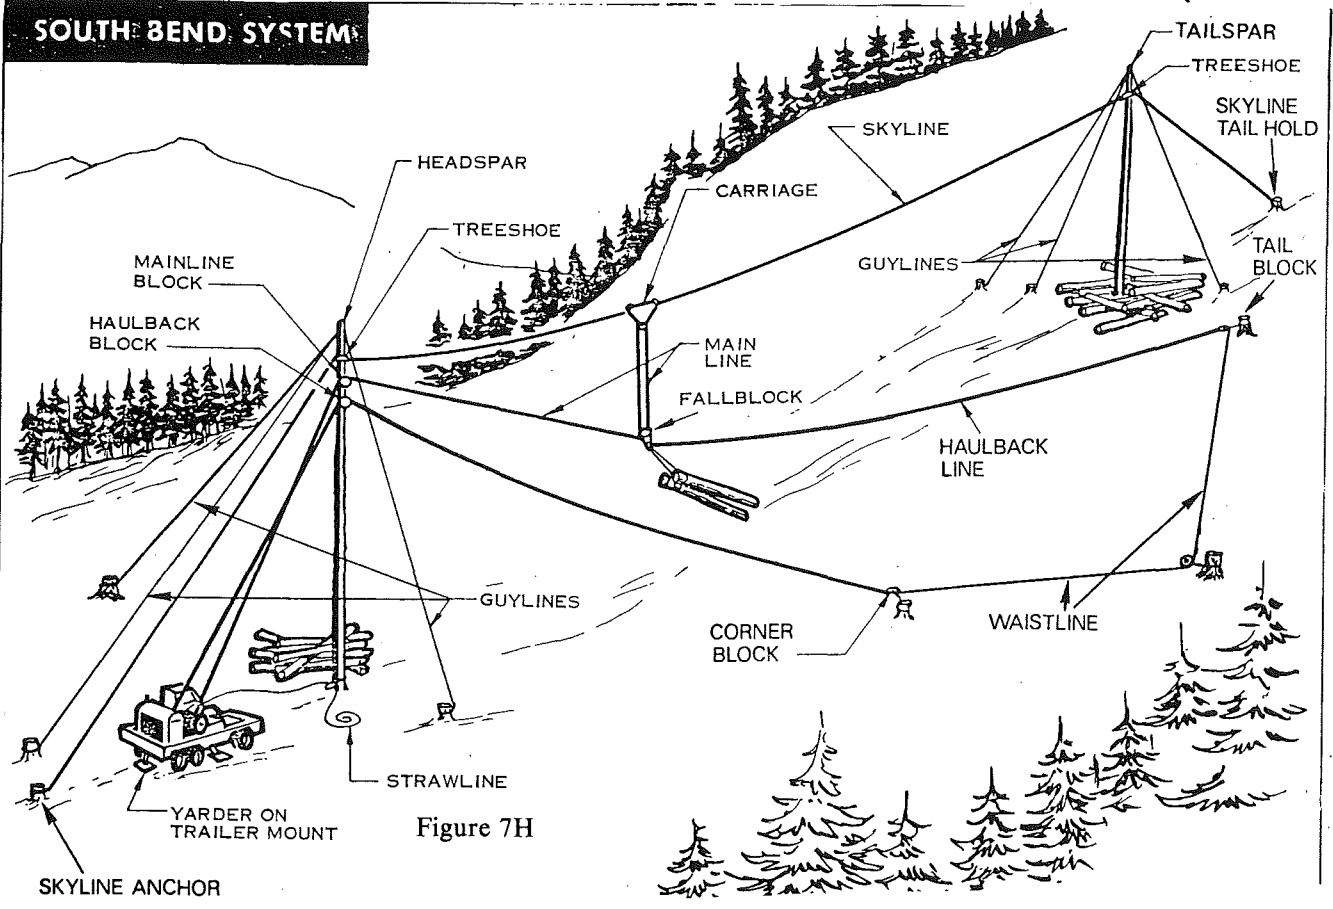 SOUTH BEND SYSTEM
TAILSPAR
TREESHOE
SKYLINE
TAIL HOLD
SKYLINE
HEADSPAR
CARRIAGE
TREESHOE
MAINLINE
BLOCK
GUYLINES
TAIL
BLOCK
HAULBACK
BLOCK
MAIN
LINE
FALLBLOCK
HAULBACK
LINE
GUYLINES
WAISTLINE
CORNER
BLOCK
STRAWLINE
YARDER ON
TRAILER MOUNT
Figure 7H
SKYLINE ANCHOR